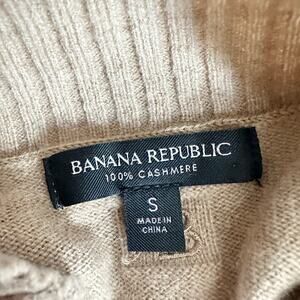 BANANA REPUBLIC
100% CASHMERE
S
MADE IN
CHINA